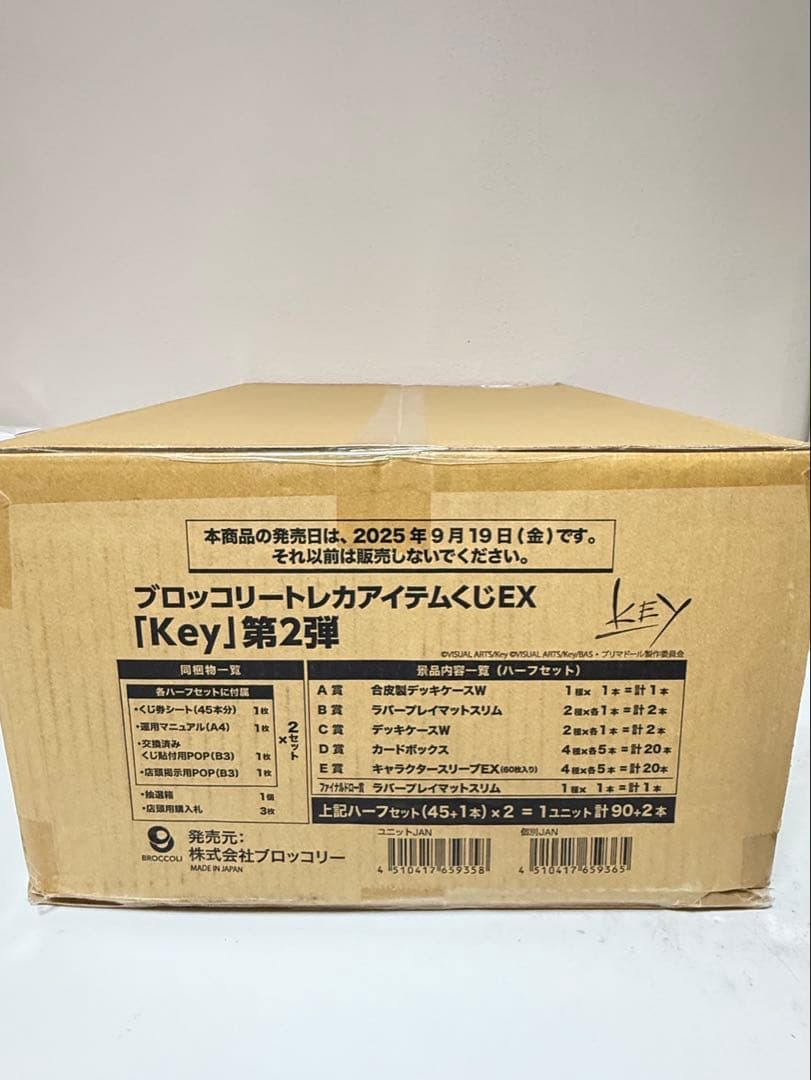 本商品の発売日は、2025年9月19日(金)です。
それ以前は販売しないでください。
ブロッコリートレカアイテムくじEX
「Key」第2弾
KEY
©VISUAL ARTS/Key ©VISUAL ARTS/Key/BAS・プリマドール製作委員会
同梱物一覧
各ハーフセットに付属
・くじ券シート(45本分) 1枚
・運用マニュアル(A4) 1枚
・交換済み
くじ貼付用POP(B3) 1枚
・店頭掲示用POP(B3) 1枚
×2セット
・抽選箱 1個
・店頭用購入札 3枚
景品内容一覧(ハーフセット)
A賞 合皮製デッキケースW 1種× 1本=計1本
B賞 ラバープレイマットスリム 2種×各1本=計2本
C賞 デッキケースW 2種×各1本=計2本
D賞 カードボックス 4種×各5本=計20本
E賞 キャラクタースリーブEX(60枚入り) 4種×各5本=計20本
ファイナルドロー賞 ラバープレイマットスリム 1種× 1本=計1本
上記ハーフセット(45+1本)×2=1ユニット計90+2本
BROCCOLI
発売元:
株式会社ブロッコリー
MADE IN JAPAN
ユニットJAN
4 510417 659358
個別JAN
4 510417 659365